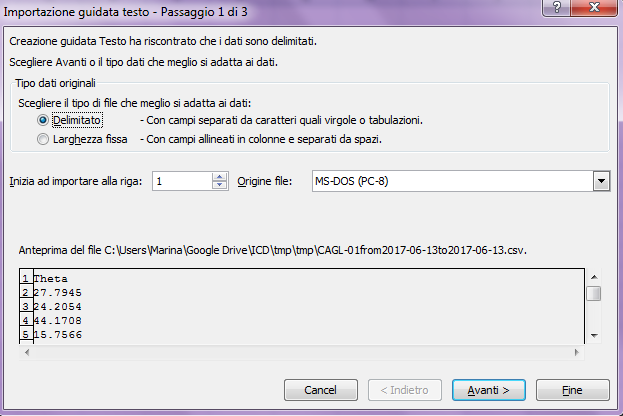 Importazione guidata testo - Passaggio 1 di 3
Creazione guidata Testo ha riscontrato che i dati sono delimitati.
Scegliere Avanti o il tipo dati che meglio si adatta ai dati.
Tipo dati originali
Scegliere il tipo di file che meglio si adatta ai dati:
Delimitato - Con campi separati da caratteri quali virgole o tabulazioni.
Larghezza fissa - Con campi allineati in colonne e separati da spazi.
Inizia ad importare alla riga: 1 Origine file: MS-DOS (PC-8)
Anteprima del file C:\Users\Marina\Google Drive\ICD\tmp\tmp\CAGL-01from2017-06-13to2017-06-13.csv.
1 Theta
2 27.7945
3 24.2054
4 44.1708
5 15.7566
Cancel < Indietro Avanti > Fine